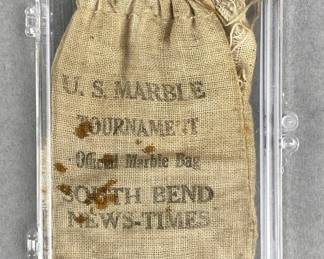 U.S. MARBLE
TOURNAMENT
Official Marble Bag
SOUTH BEND
NEWS-TIMES